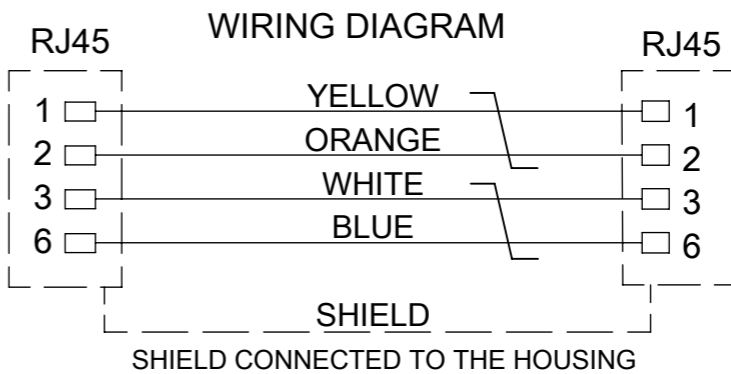 WIRING DIAGRAM
RJ45
RJ45
1 YELLOW 1
2 ORANGE 2
3 WHITE 3
6 BLUE 6
SHIELD
SHIELD CONNECTED TO THE HOUSING